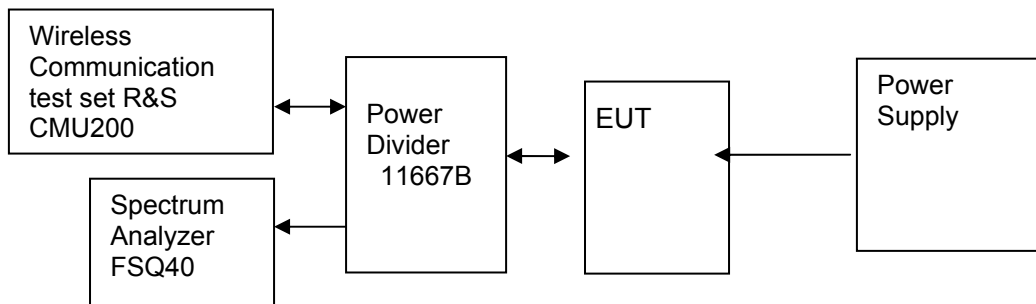 Wireless
Communication
test set R&S
CMU200
Power
Divider
11667B
EUT
Power
Supply
Spectrum
Analyzer
FSQ40